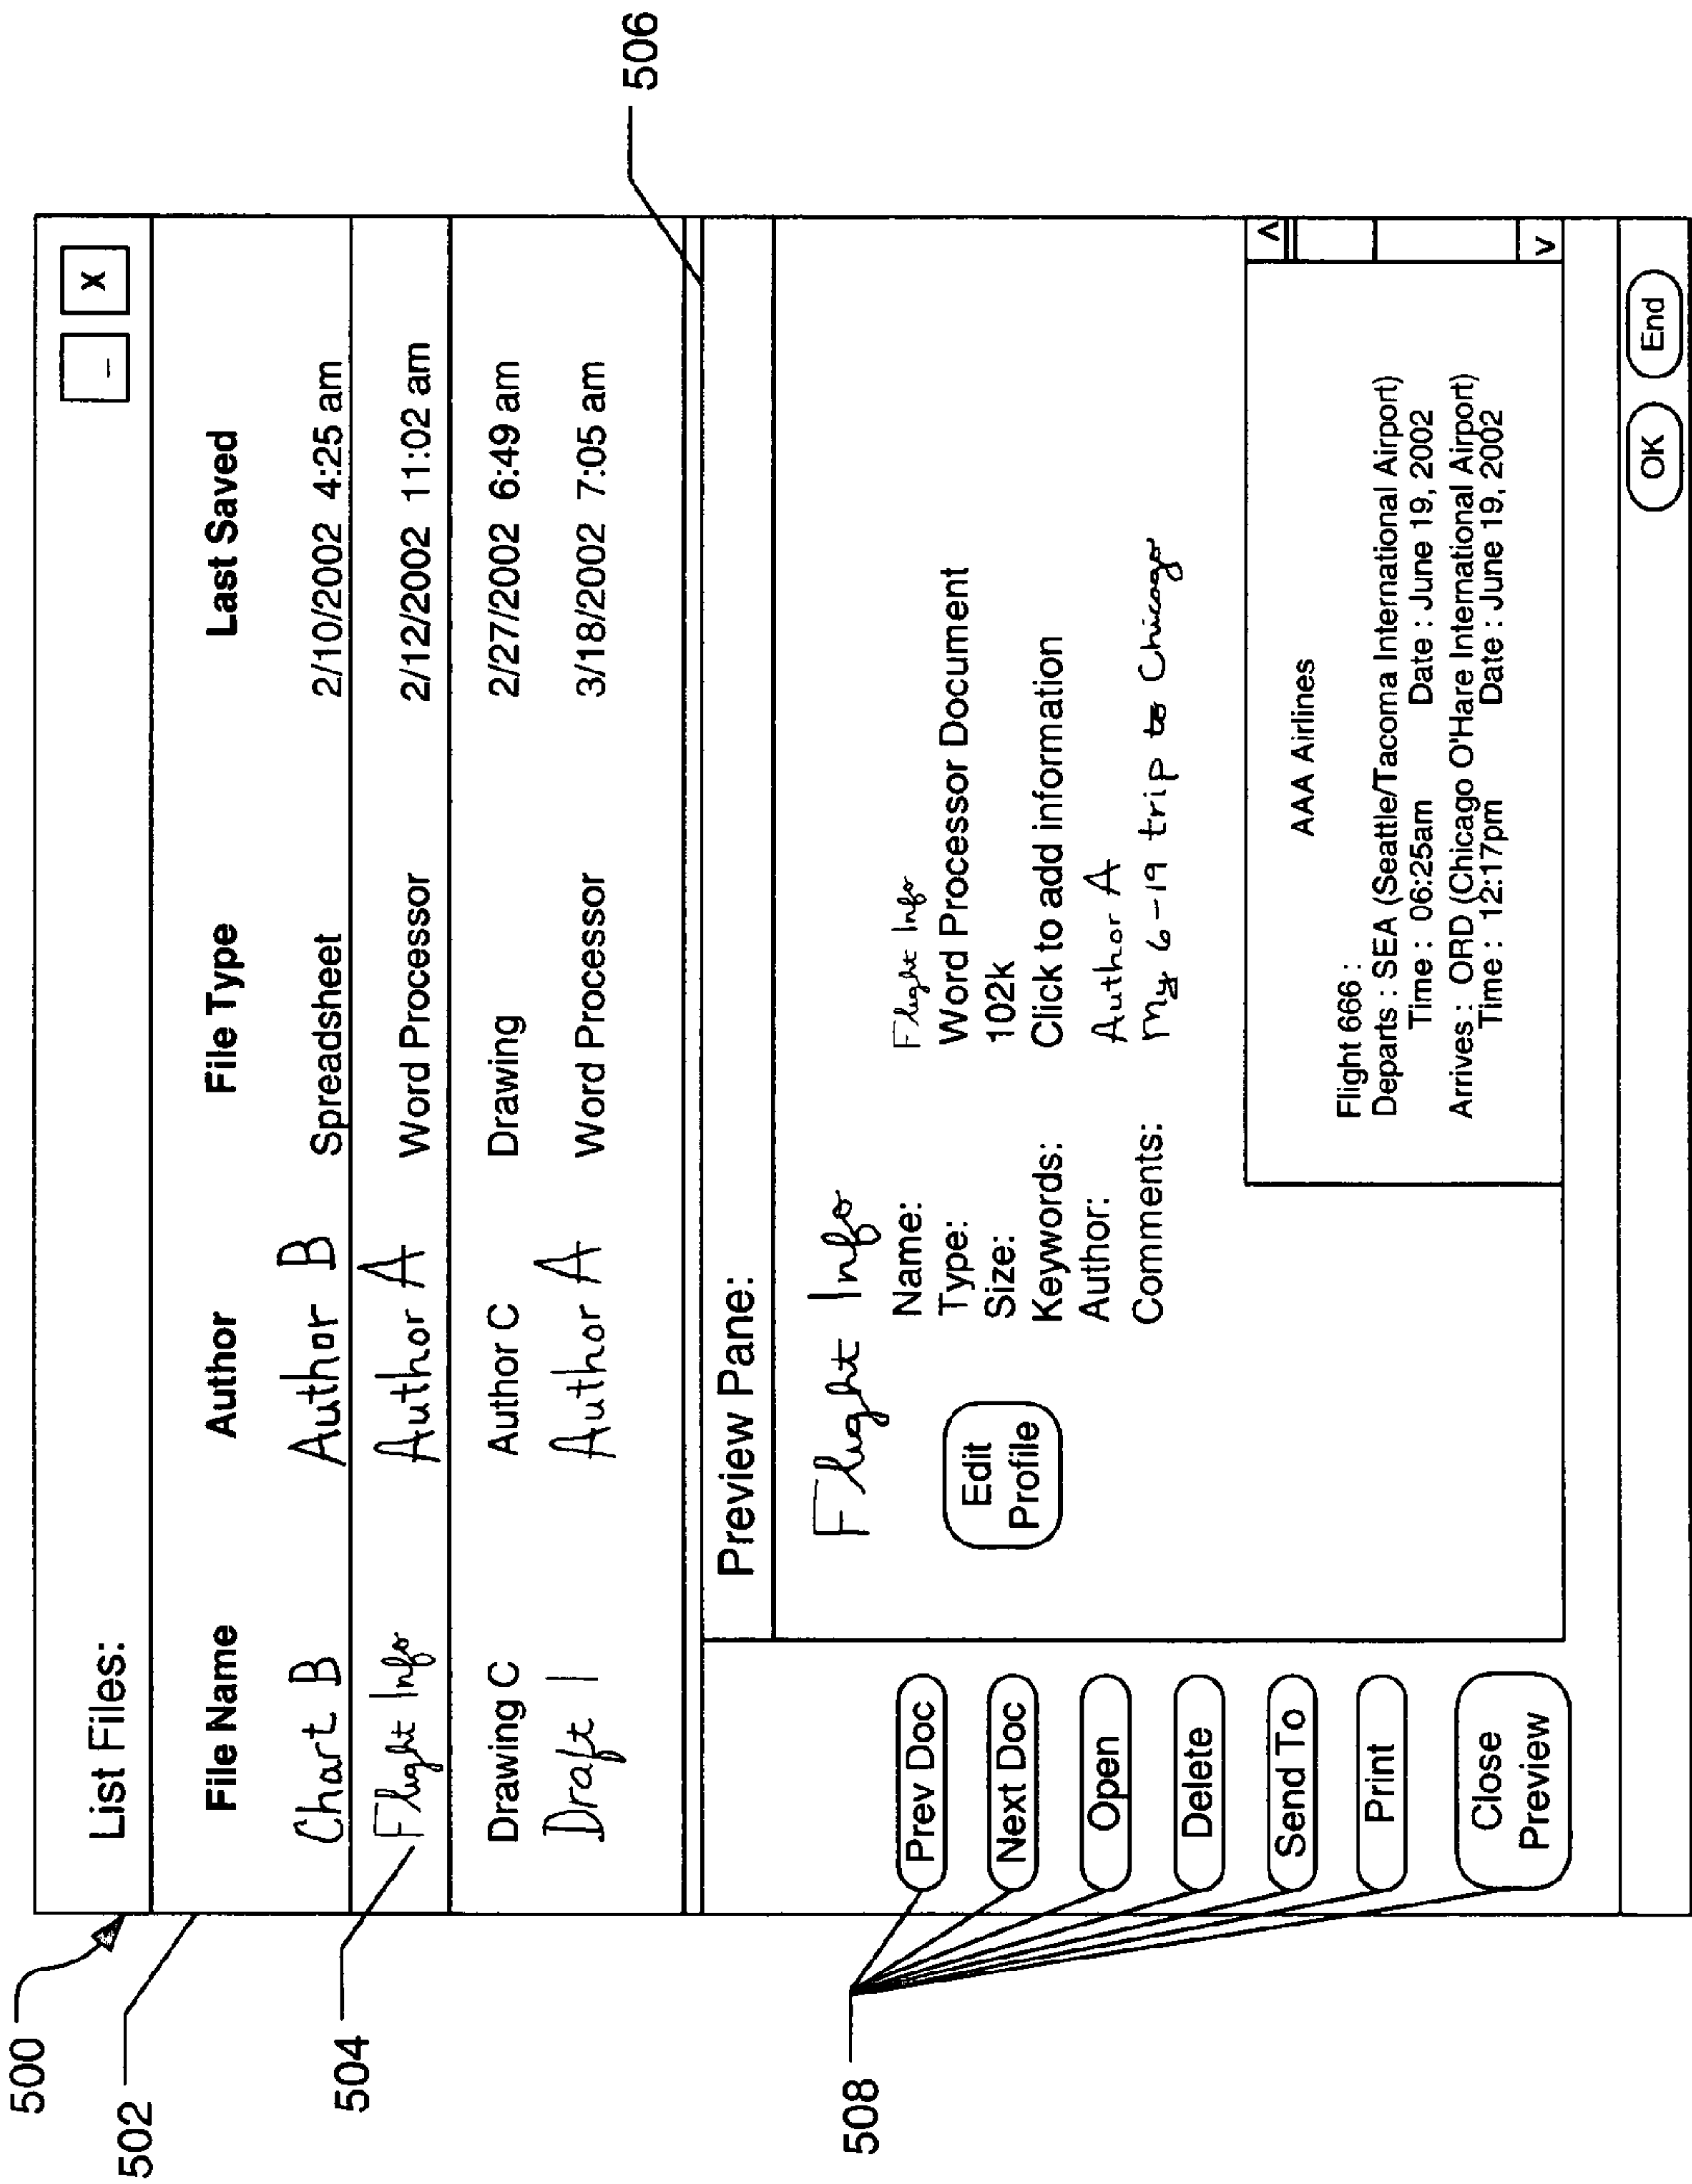 500
502
List Files:
_ X
File Name Author File Type Last Saved
Chart B Author B Spreadsheet 2/10/2002 4:25 am
504
Flight Info Author A Word Processor 2/12/2002 11:02 am
Drawing C Author C Drawing 2/27/2002 6:49 am
Draft 1 Author A Word Processor 3/18/2002 7:05 am
506
Preview Pane:
508
Prev Doc
Next Doc
Open
Delete
Send To
Print
Close
Preview
Flight Info
Edit
Profile
Name: Flight Info
Type: Word Processor Document
Size: 102k
Keywords: Click to add information
Author: Author A
Comments: My 6-19 trip to Chicago
AAA Airlines
Flight 666 :
Departs : SEA (Seattle/Tacoma International Airport)
Time : 06:25am Date : June 19, 2002
Arrives : ORD (Chicago O'Hare International Airport)
Time : 12:17pm Date : June 19, 2002
^
v
OK End